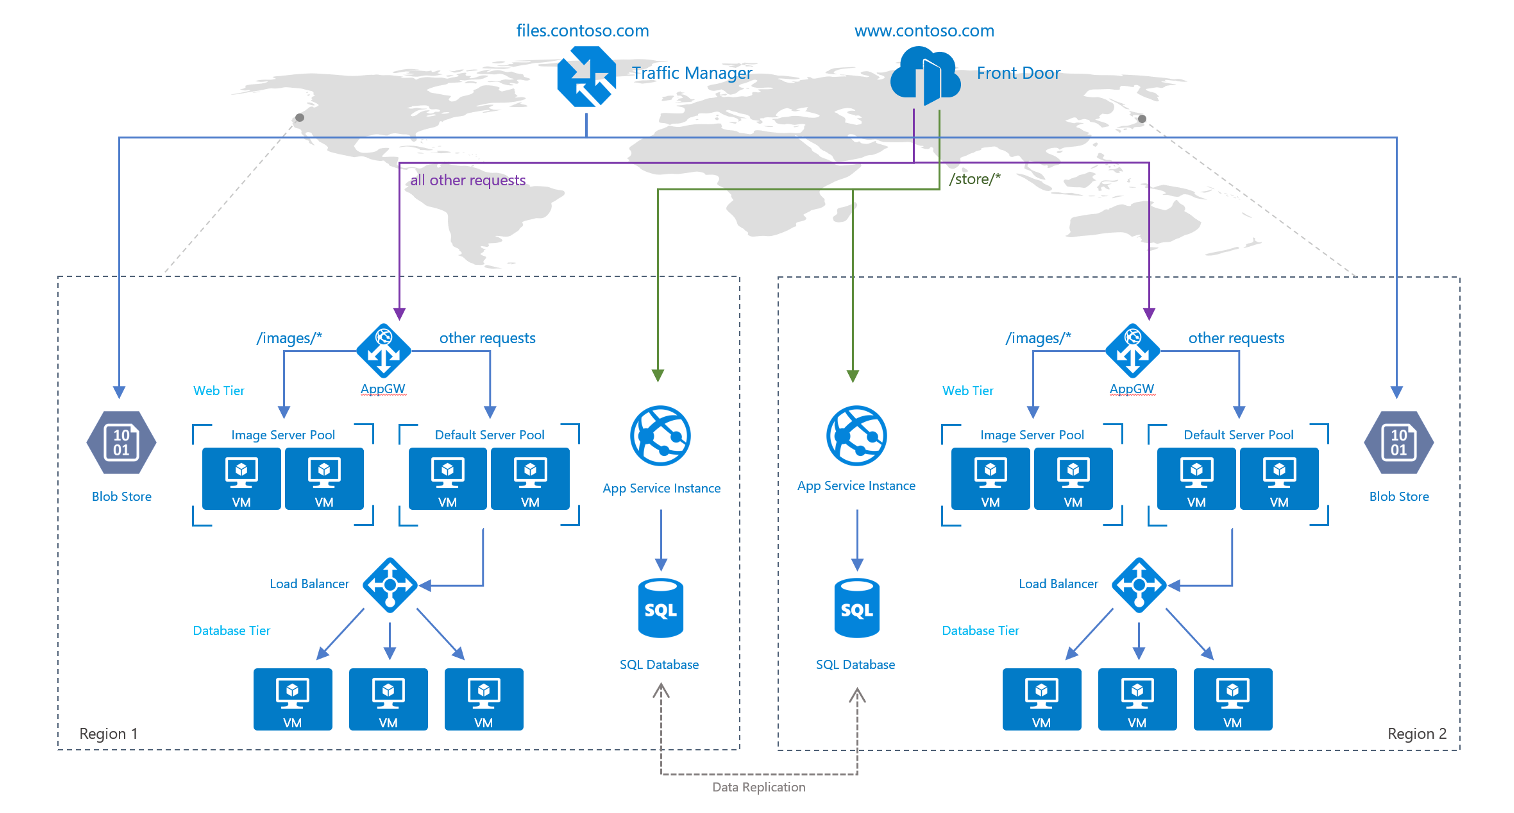 files.contoso.com
www.contoso.com
Traffic Manager
Front Door
all other requests
/store/*
/images/*
other requests
AppGW
Web Tier
Image Server Pool
Default Server Pool
VM
VM
VM
VM
10
01
Blob Store
App Service Instance
Load Balancer
SQL
SQL Database
Database Tier
VM
VM
VM
Region 1
/images/*
other requests
AppGW
Web Tier
Image Server Pool
Default Server Pool
VM
VM
VM
VM
10
01
Blob Store
App Service Instance
Load Balancer
SQL
SQL Database
Database Tier
VM
VM
VM
Region 2
Data Replication